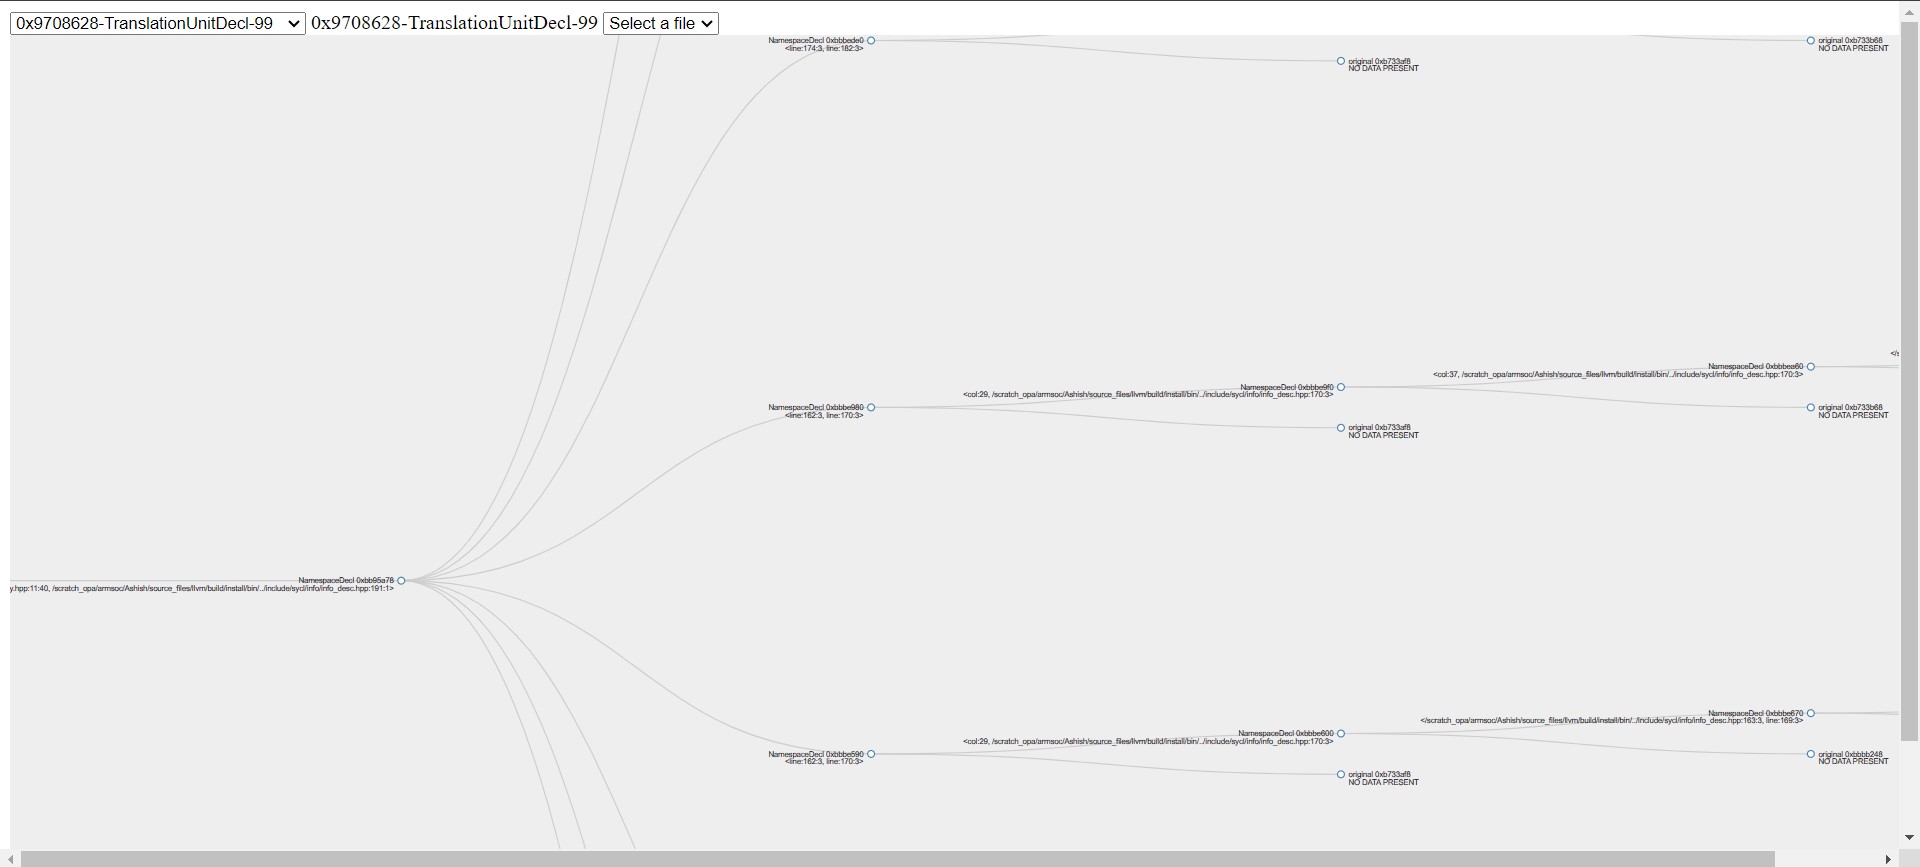 0x9708628-TranslationUnitDecl-99 0x9708628-TranslationUnitDecl-99 Select a file
NamespaceDecl 0xbbbede0
<line:174:3, line:182:3>
original 0xb733af8
NO DATA PRESENT
original 0xb733b68
NO DATA PRESENT
</s
NamespaceDecl 0xbbbea60
<col:37, /scratch_opa/armsoc/Ashish/source_files/llvm/build/install/bin/../include/sycl/info/info_desc.hpp:170:3>
NamespaceDecl 0xbbbe9f0
<col:29, /scratch_opa/armsoc/Ashish/source_files/llvm/build/install/bin/../include/sycl/info/info_desc.hpp:170:3>
NamespaceDecl 0xbbbe980
<line:162:3, line:170:3>
original 0xb733b68
NO DATA PRESENT
original 0xb733af8
NO DATA PRESENT
NamespaceDecl 0xbb95a78
y.hpp:11:40, /scratch_opa/armsoc/Ashish/source_files/llvm/build/install/bin/../include/sycl/info/info_desc.hpp:191:1>
NamespaceDecl 0xbbbe670
</scratch_opa/armsoc/Ashish/source_files/llvm/build/install/bin/../include/sycl/info/info_desc.hpp:163:3, line:169:3>
NamespaceDecl 0xbbbe600
<col:29, /scratch_opa/armsoc/Ashish/source_files/llvm/build/install/bin/../include/sycl/info/info_desc.hpp:170:3>
NamespaceDecl 0xbbbe590
<line:162:3, line:170:3>
original 0xbbbb248
NO DATA PRESENT
original 0xb733af8
NO DATA PRESENT